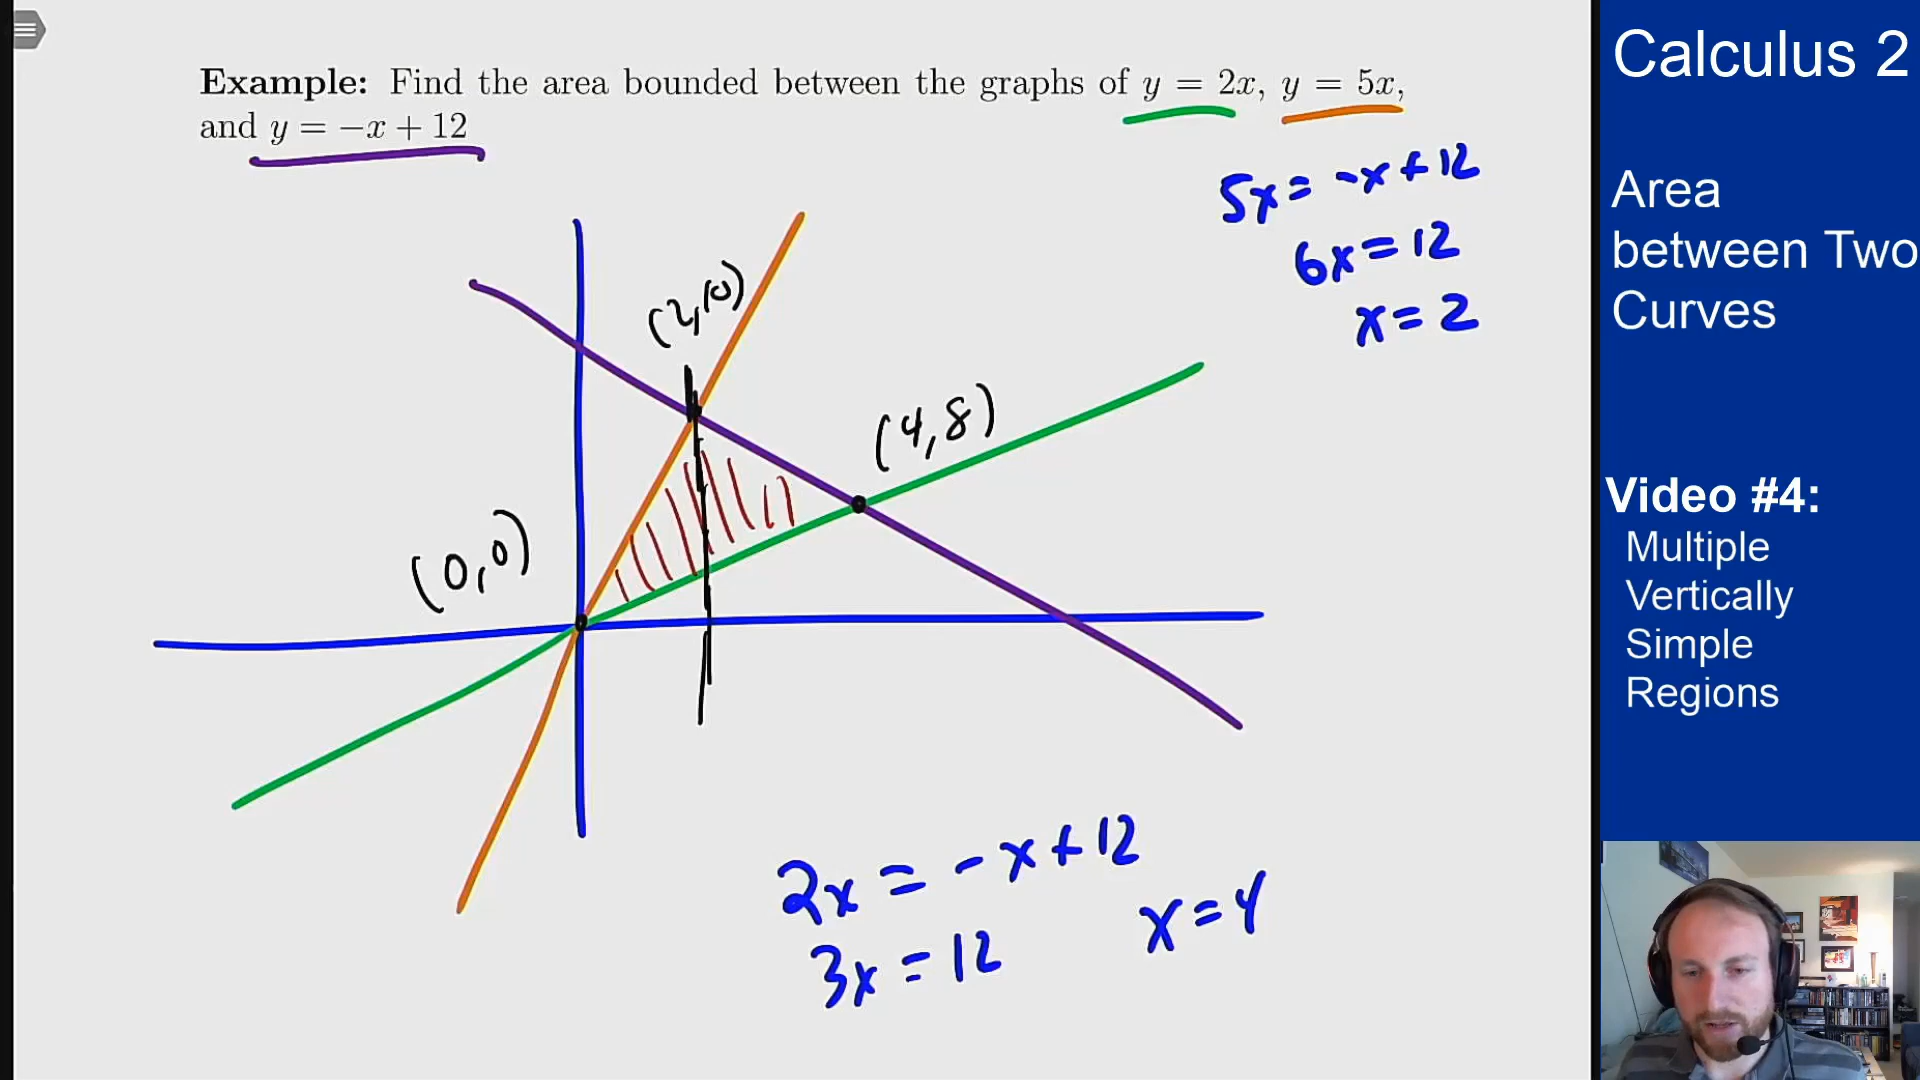 Example: Find the area bounded between the graphs of y = 2x, y = 5x,
and y = −x + 12
5x = -x + 12
6x = 12
x = 2
(2,10)
(4,8)
(0,0)
2x = -x + 12
3x = 12
x = 4
Calculus 2
Area
between Two
Curves
Video #4:
Multiple
Vertically
Simple
Regions